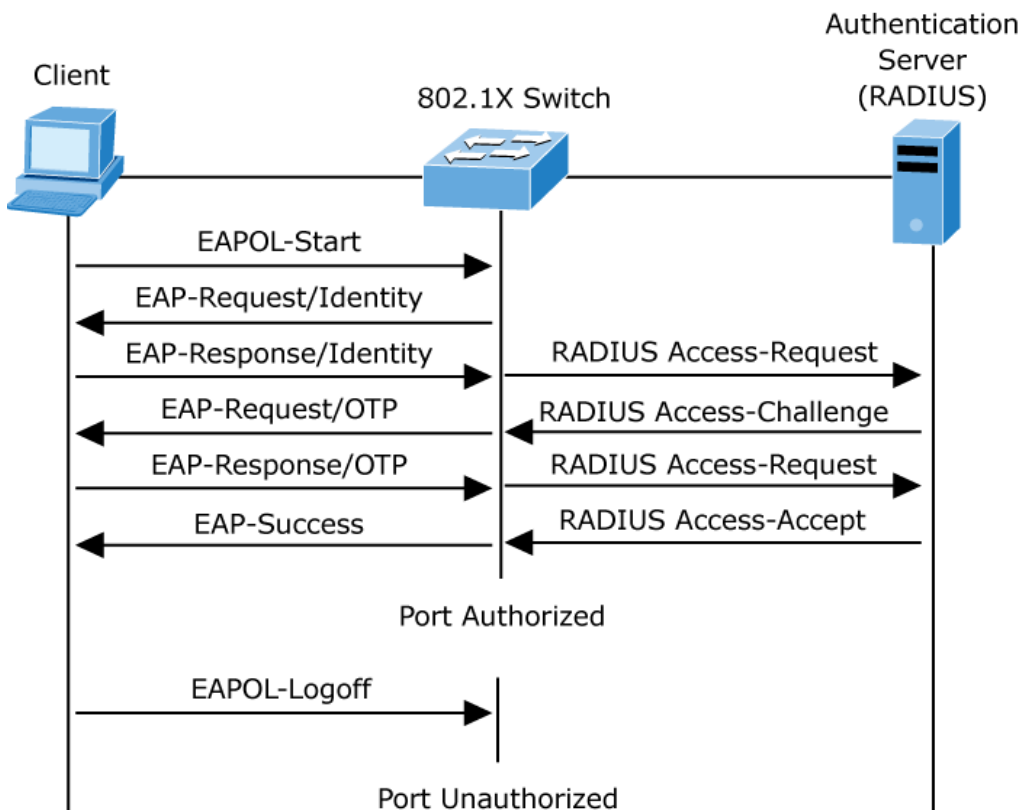 Authentication
Server
(RADIUS)
Client
802.1X Switch
EAPOL-Start
EAP-Request/Identity
EAP-Response/Identity
RADIUS Access-Request
EAP-Request/OTP
RADIUS Access-Challenge
EAP-Response/OTP
RADIUS Access-Request
EAP-Success
RADIUS Access-Accept
Port Authorized
EAPOL-Logoff
Port Unauthorized